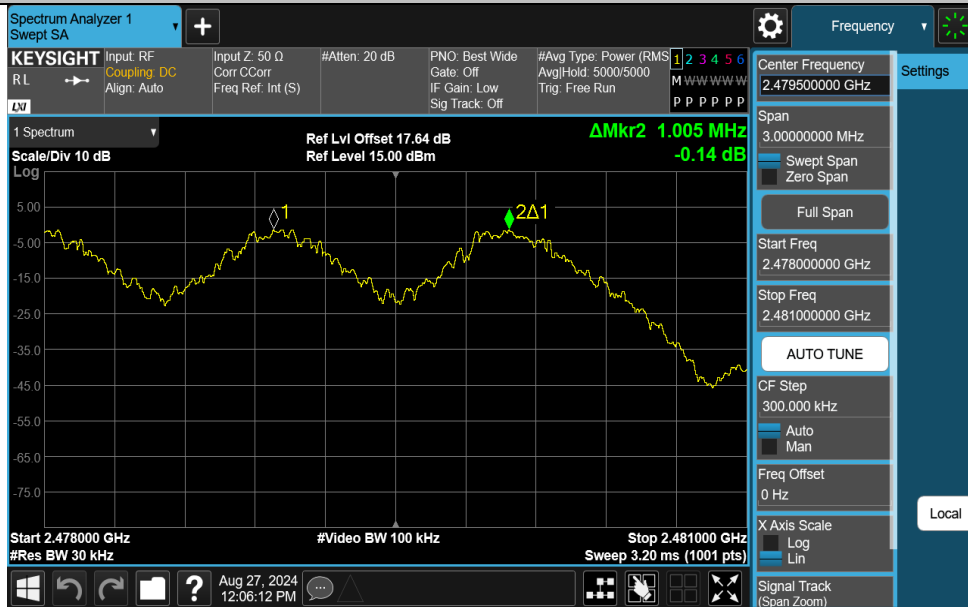 Spectrum Analyzer 1
Swept SA
+
Frequency
KEYSIGHT
RL
LXI
Input: RF
Coupling: DC
Align: Auto
Input Z: 50 Ω
Corr CCorr
Freq Ref: Int (S)
#Atten: 20 dB
PNO: Best Wide
Gate: Off
IF Gain: Low
Sig Track: Off
#Avg Type: Power (RMS
Avg|Hold: 5000/5000
Trig: Free Run
1 2 3 4 5 6
M W W W W W
P P P P P P
1 Spectrum
Scale/Div 10 dB
Log
Ref Lvl Offset 17.64 dB
Ref Level 15.00 dBm
ΔMkr2 1.005 MHz
-0.14 dB
5.00
-5.00
-15.0
-25.0
-35.0
-45.0
-55.0
-65.0
-75.0
1
2Δ1
Start 2.478000 GHz
#Res BW 30 kHz
#Video BW 100 kHz
Stop 2.481000 GHz
Sweep 3.20 ms (1001 pts)
Center Frequency
2.479500000 GHz
Span
3.00000000 MHz
Swept Span
Zero Span
Full Span
Start Freq
2.478000000 GHz
Stop Freq
2.481000000 GHz
AUTO TUNE
CF Step
300.000 kHz
Auto
Man
Freq Offset
0 Hz
X Axis Scale
Log
Lin
Signal Track
(Span Zoom)
Settings
Local
?
Aug 27, 2024
12:06:12 PM